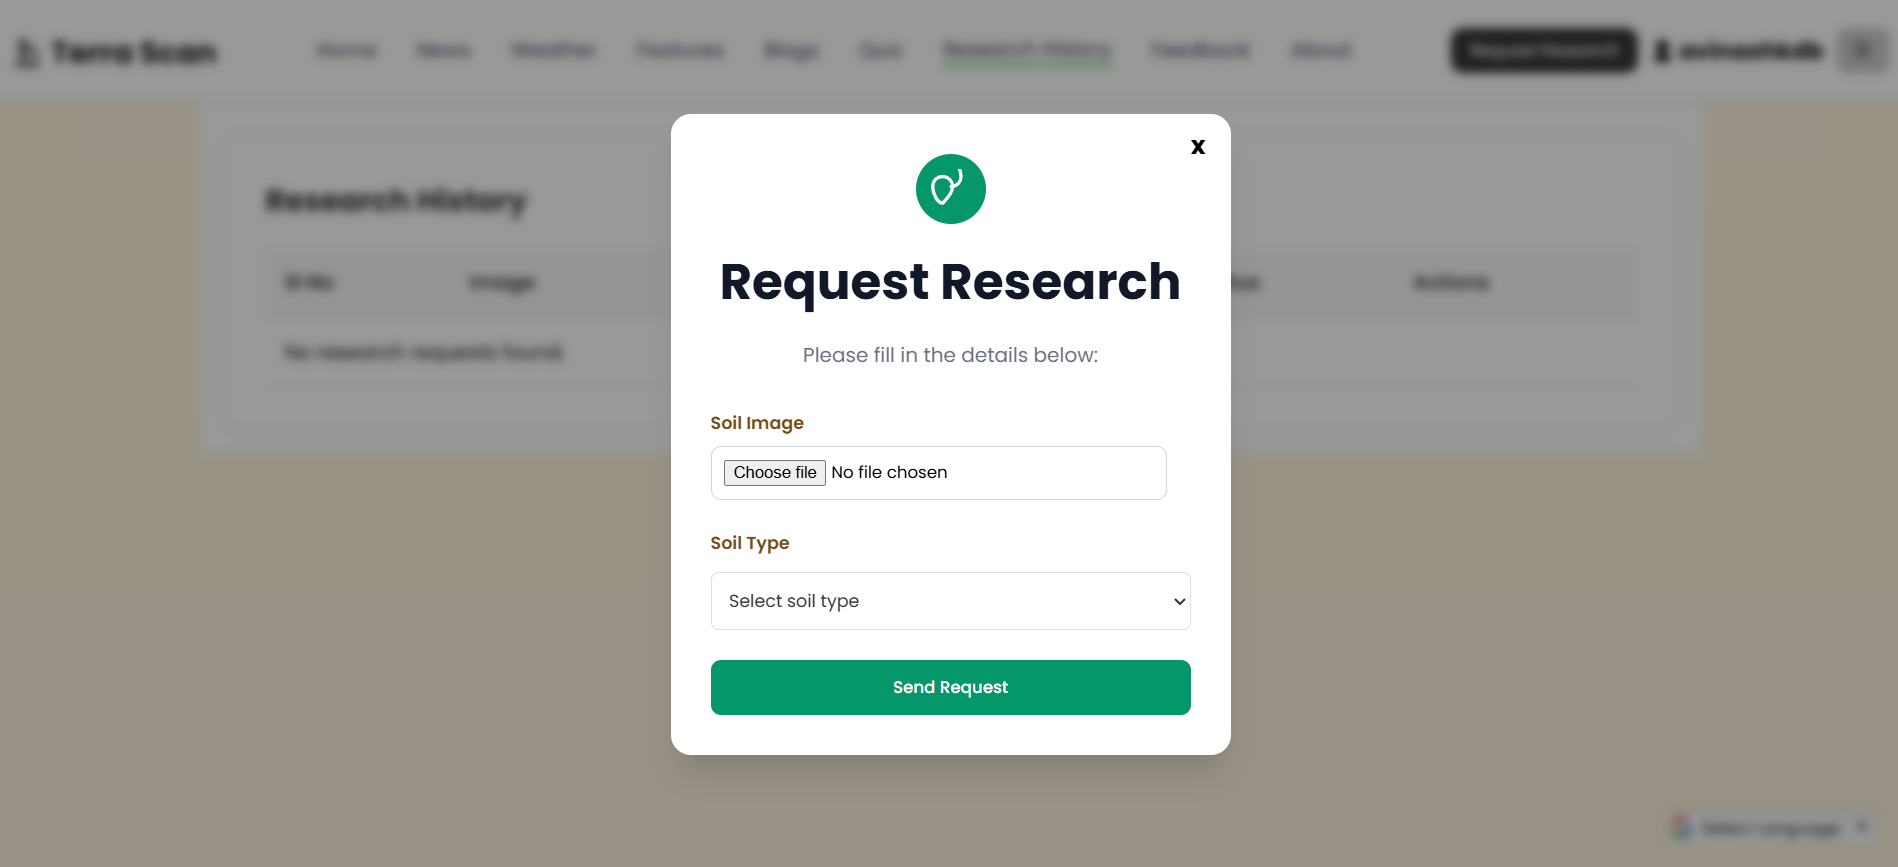 Terra Scan
Home News Weather Features Blogs Quiz Research History Feedback About Request Research avinashkdb
x
Research History
Request Research
Sl No Image Actions
Please fill in the details below:
No research requests found.
Soil Image
Choose file No file chosen
Soil Type
Select soil type
Send Request
Select Language